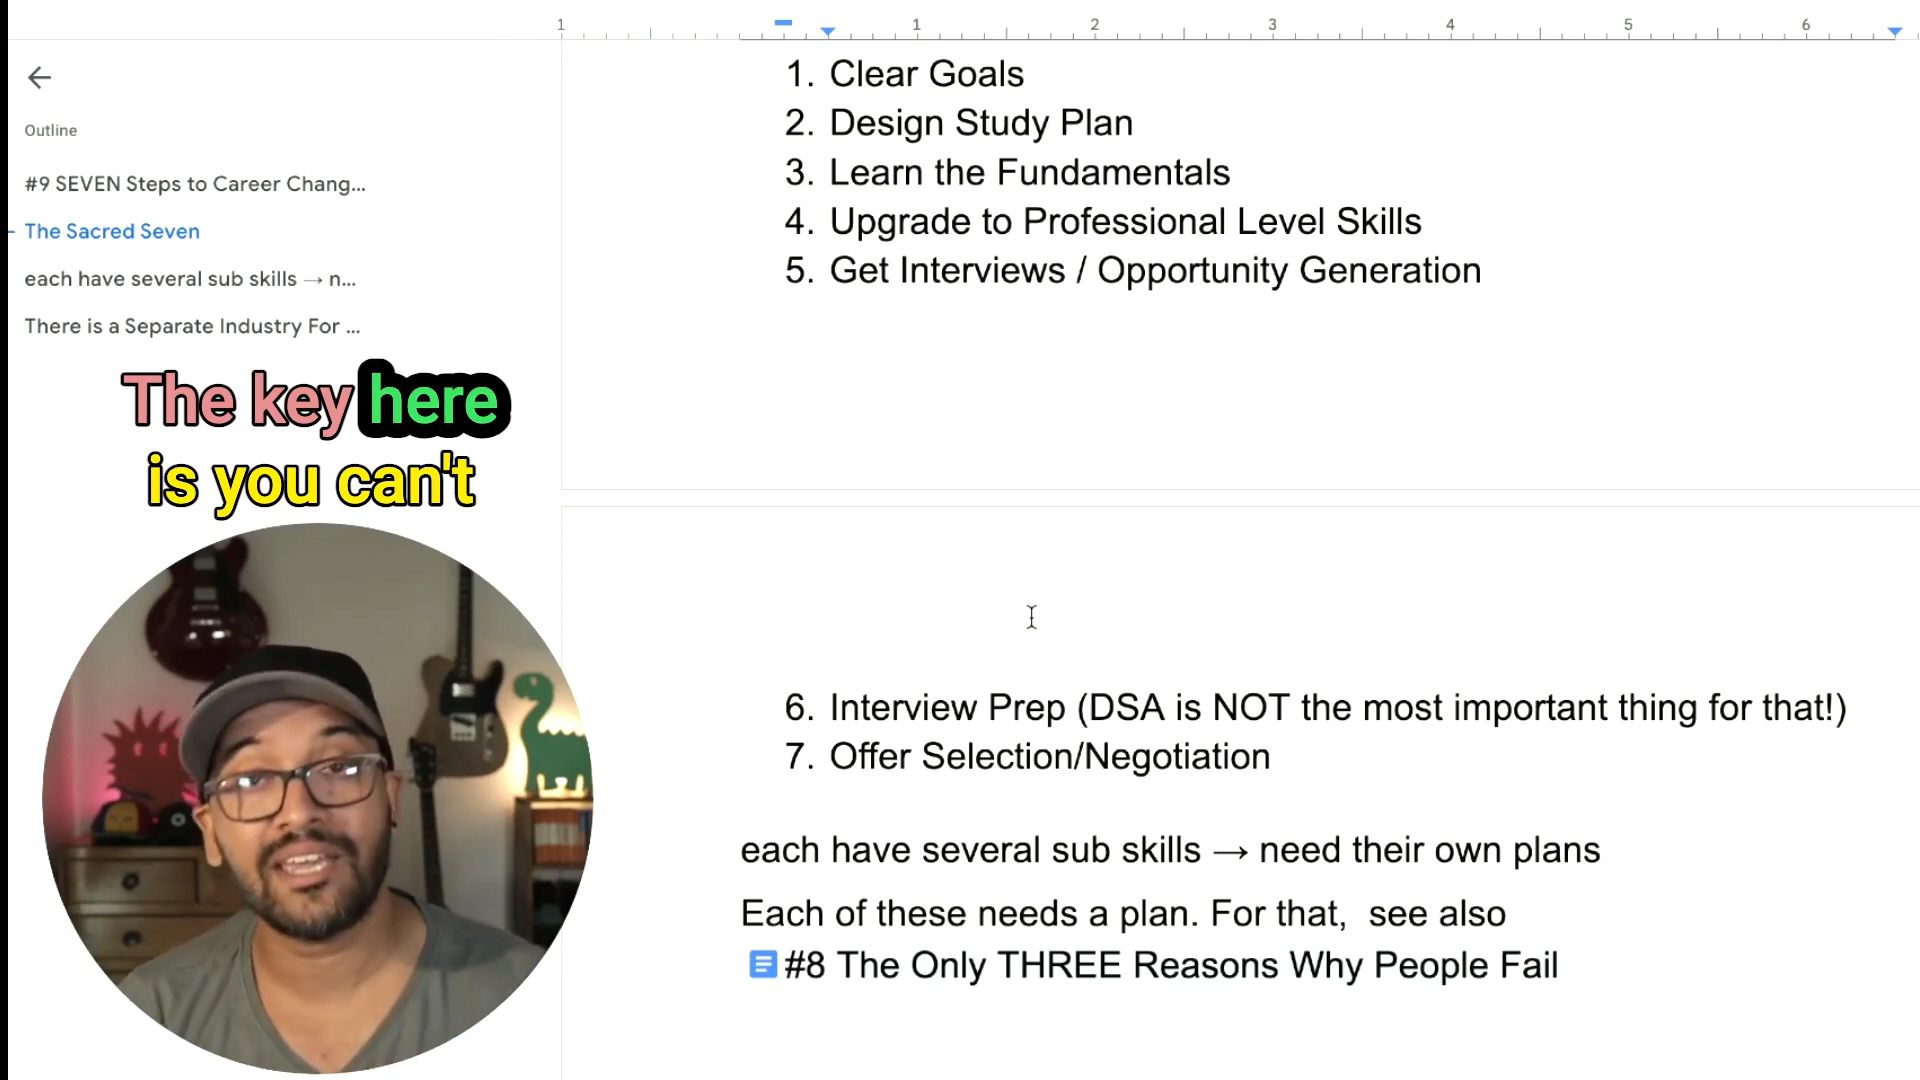 1 1 2 3 4 5 6
Outline
#9 SEVEN Steps to Career Chang...
The Sacred Seven
each have several sub skills → n...
There is a Separate Industry For ...
The key here
is you can't
1. Clear Goals
2. Design Study Plan
3. Learn the Fundamentals
4. Upgrade to Professional Level Skills
5. Get Interviews / Opportunity Generation
6. Interview Prep (DSA is NOT the most important thing for that!)
7. Offer Selection/Negotiation
each have several sub skills → need their own plans
Each of these needs a plan. For that,  see also
#8 The Only THREE Reasons Why People Fail